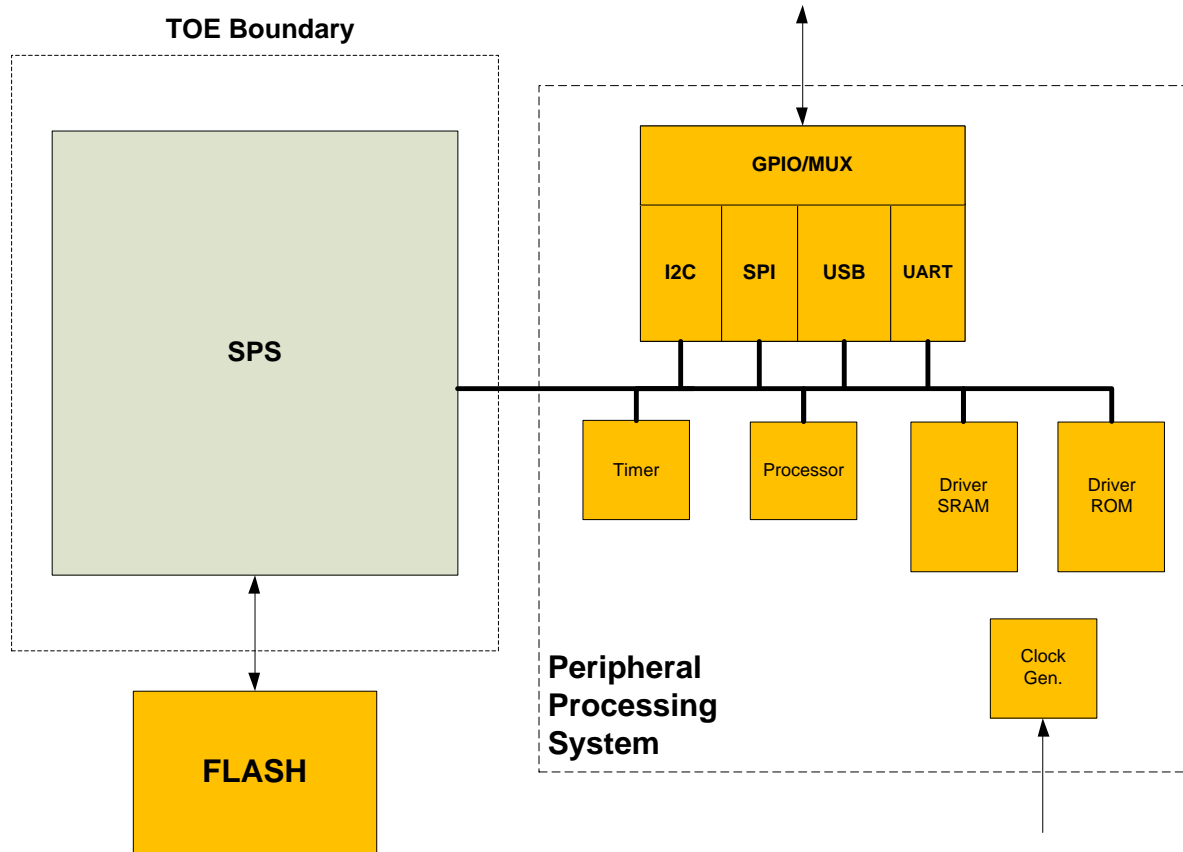 TOE Boundary
SPS
FLASH
GPIO/MUX
I2C
SPI
USB
UART
Timer
Processor
Driver
SRAM
Driver
ROM
Clock
Gen.
Peripheral
Processing
System